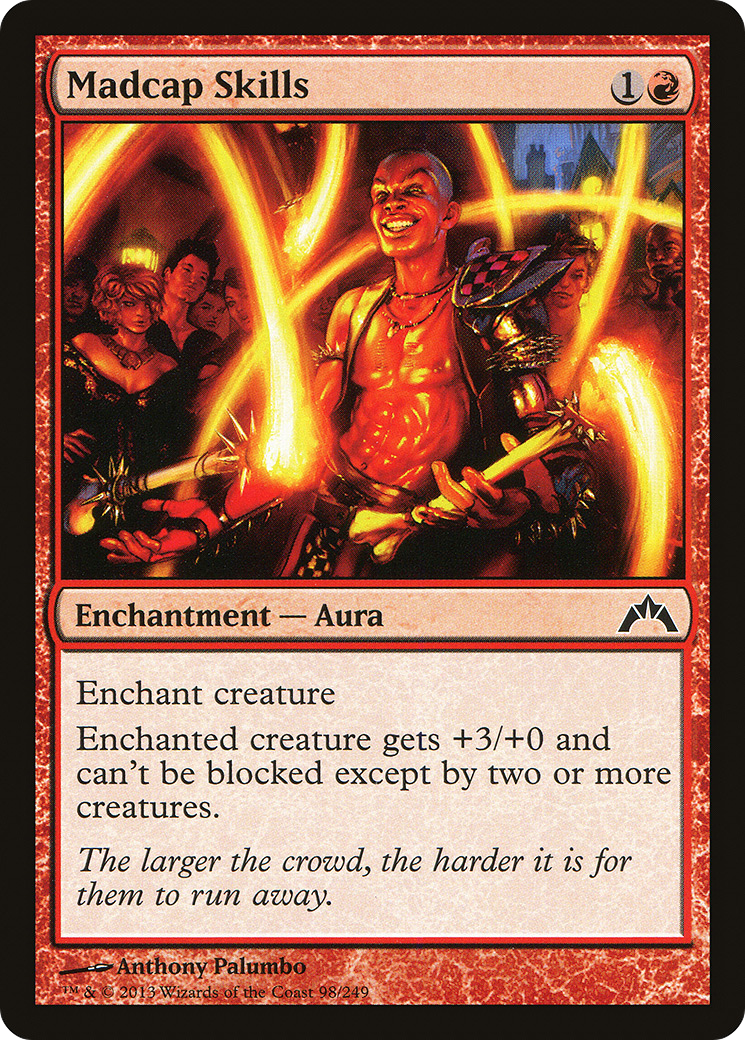 Madcap Skills 1
Enchantment — Aura
Enchant creature
Enchanted creature gets +3/+0 and
can't be blocked except by two or more
creatures.
The larger the crowd, the harder it is for
them to run away.
Anthony Palumbo
™ & © 2013 Wizards of the Coast 98/249